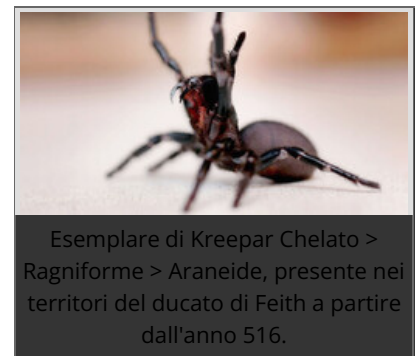 Esemplare di Kreepar Chelato >
Ragniforme > Araneide, presente nei
territori del ducato di Feith a partire
dall'anno 516.